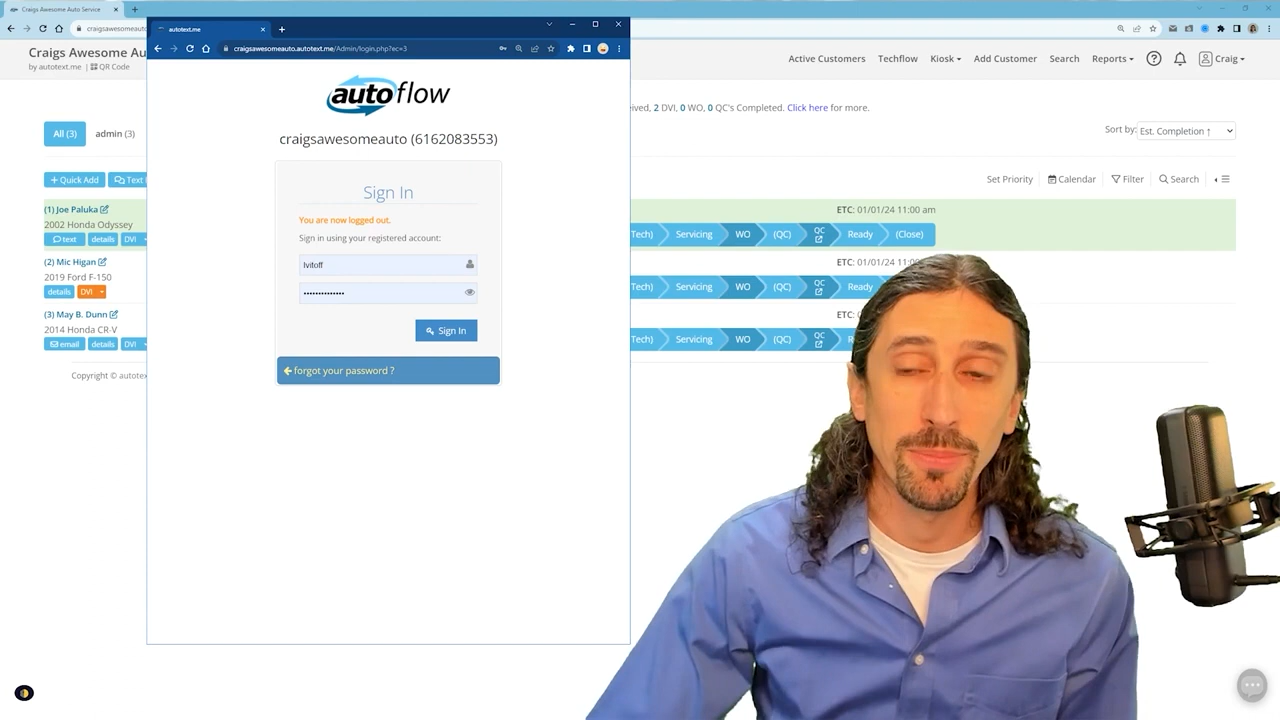 Craigs Awesome Auto Service
craigsawesomeauto
Craigs Awesome Au
by autotext.me | QR Code
Active Customers
Techflow
Kiosk
Add Customer
Search
Reports
Craig
ived, 2 DVI, 0 WO, 0 QC's Completed. Click here for more.
All (3)
admin (3)
Sort by:
Est. Completion ↑
+ Quick Add
Text
Set Priority
Calendar
Filter
Search
(1) Joe Paluka
2002 Honda Odyssey
text
details
DVI
ETC: 01/01/24 11:00 am
Tech)
Servicing
WO
(QC)
QC
Ready
(Close)
(2) Mic Higan
2019 Ford F-150
details
DVI
ETC: 01/01/24 11:00
Tech)
Servicing
WO
(QC)
QC
Ready
(3) May B. Dunn
2014 Honda CR-V
email
details
DVI
ETC:
Tech)
Servicing
WO
(QC)
QC
Copyright © autotex
autotext.me
craigsawesomeauto.autotext.me/Admin/login.php?ec=3
autoflow
craigsawesomeauto (6162083553)
Sign In
You are now logged out.
Sign in using your registered account:
lvitoff
••••••••••••••
Sign In
forgot your password ?